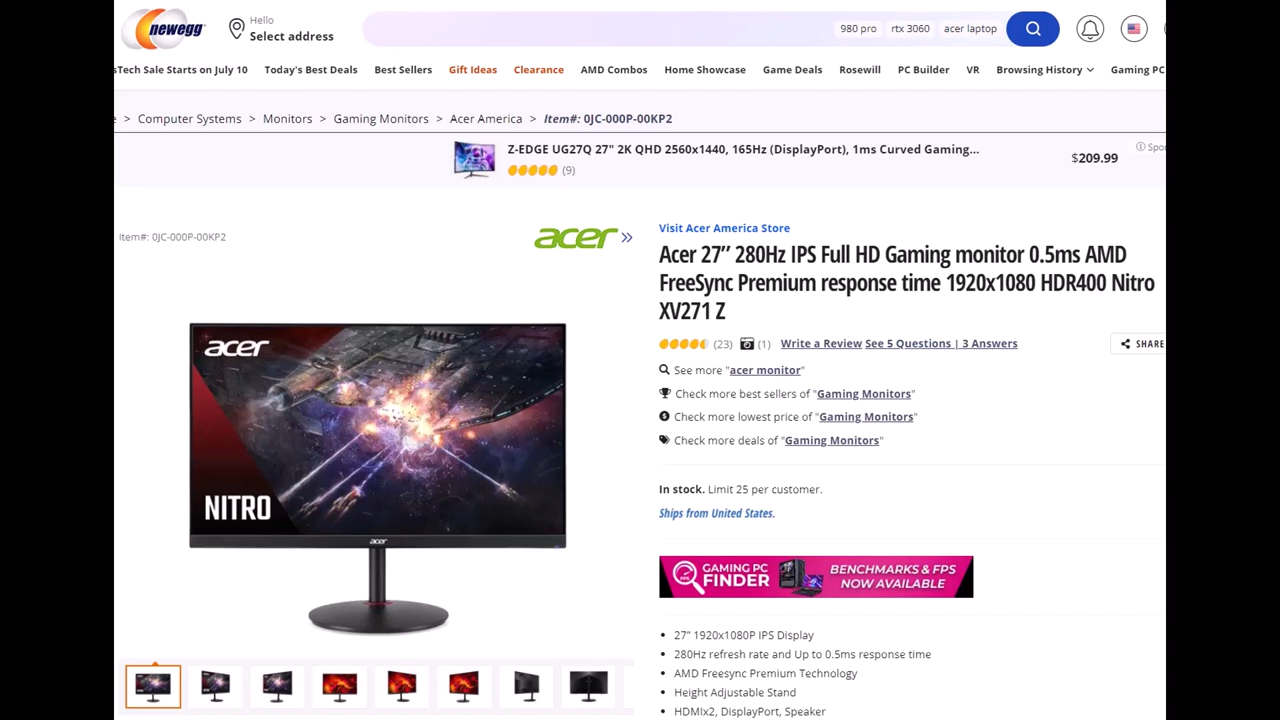 newegg
Hello
Select address
980 pro
rtx 3060
acer laptop
sTech Sale Starts on July 10
Today's Best Deals
Best Sellers
Gift Ideas
Clearance
AMD Combos
Home Showcase
Game Deals
Rosewill
PC Builder
VR
Browsing History
Gaming PC
> Computer Systems > Monitors > Gaming Monitors > Acer America > Item#: 0JC-000P-00KP2
Z-EDGE UG27Q 27" 2K QHD 2560x1440, 165Hz (DisplayPort), 1ms Curved Gaming...
(9)
$209.99
Spo
Item#: 0JC-000P-00KP2
acer
Visit Acer America Store
Acer 27” 280Hz IPS Full HD Gaming monitor 0.5ms AMD
FreeSync Premium response time 1920x1080 HDR400 Nitro
XV271 Z
(23) (1) Write a Review See 5 Questions | 3 Answers
SHARE
See more "acer monitor"
Check more best sellers of "Gaming Monitors"
Check more lowest price of "Gaming Monitors"
Check more deals of "Gaming Monitors"
In stock. Limit 25 per customer.
Ships from United States.
acer
NITRO
acer
GAMING PC
FINDER
BENCHMARKS & FPS
NOW AVAILABLE
• 27" 1920x1080P IPS Display
• 280Hz refresh rate and Up to 0.5ms response time
• AMD Freesync Premium Technology
• Height Adjustable Stand
• HDMIx2, DisplayPort, Speaker